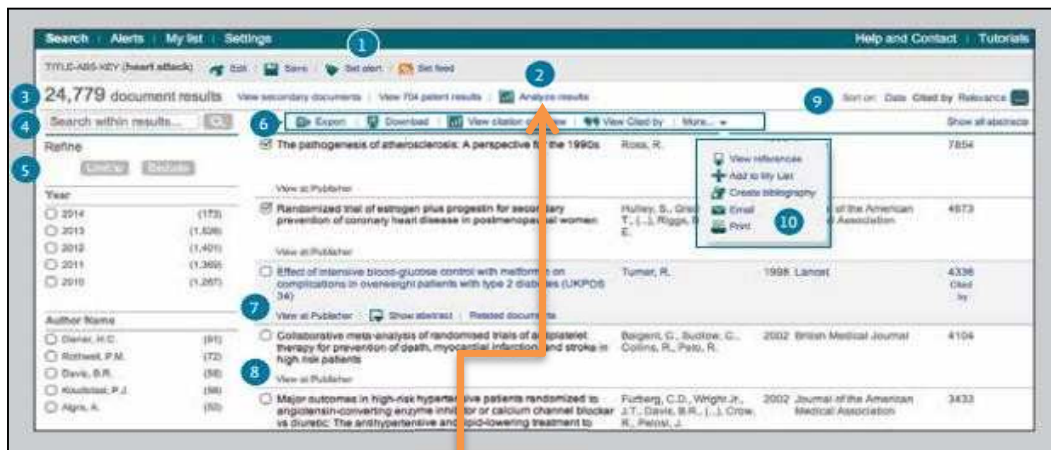 Search Alerts My list Settings Help and Contact Tutorials
1
TITLE-ABS-KEY (heart attack) Edit Save Set alert Set feed
2
3 24,779 document results View secondary documents View 704 patent results Analyze results 9 Sort on: Date Cited by Relevance
4 Search within results... 6 Export Download View citation View Cited by More... Show all abstracts
Refine
5 Limit to Exclude
The pathogenesis of atherosclerosis: A perspective for the 1990s Ross, R. 7854
View references
Add to My List
Create bibliography
Email
Print
10
View at Publisher
Year
2014 (173)
2013
2012 (1,401)
2011 (1,369)
2010
Randomized trial of estrogen plus progestin for secondary
prevention of coronary heart disease in postmenopausal women
Hulley, S.,
T., (...), Riggs,
E.
of the American
Association
4673
View at Publisher
Effect of intensive blood-glucose control with metformin on
complications in overweight patients with type 2 diabetes (UKPDS
34)
Turner, R. 1998 Lancet 4336
Cited
by
7 View at Publisher Show abstract Related documents
Author Name
Diener, H.C. (91)
Rothwell, P.M. (72)
Davis, B.R.
Koudstaal, P.J.
Algra, A.
Collaborative meta-analysis of randomised trials of antiplatelet
therapy for prevention of death, myocardial infarction, and stroke in
high risk patients
Baigent, C., Sudlow, C.,
Collins, R., Peto, R.
2002 British Medical Journal 4104
8 View at Publisher
Major outcomes in high-risk hypertensive patients randomized to
angiotensin-converting enzyme inhibitor or calcium channel blocker
vs diuretic: The antihypertensive and lipid-lowering treatment to
Furberg, C.D., Wright Jr.,
J.T., Davis, B.R., (...), Crow,
R., Perosi, J.
2002 Journal of the American
Medical Association
3433